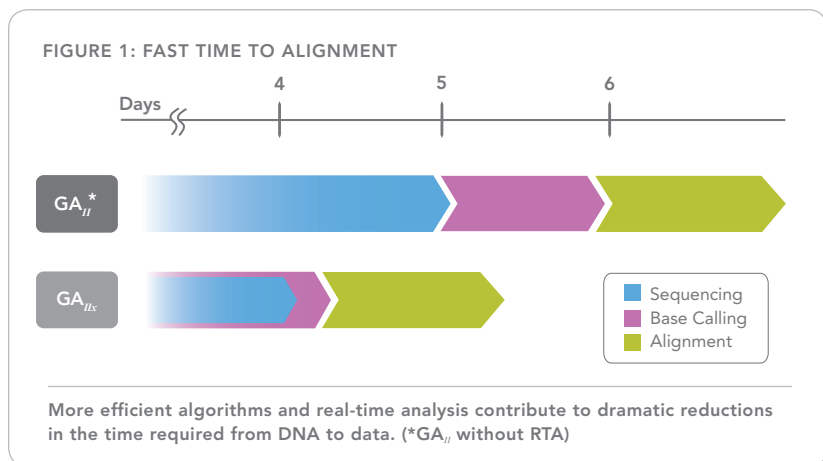 FIGURE 1: FAST TIME TO ALIGNMENT
4 5 6
Days
GAII*
GAIIx
Sequencing
Base Calling
Alignment
More efficient algorithms and real-time analysis contribute to dramatic reductions
in the time required from DNA to data. (*GAII without RTA)